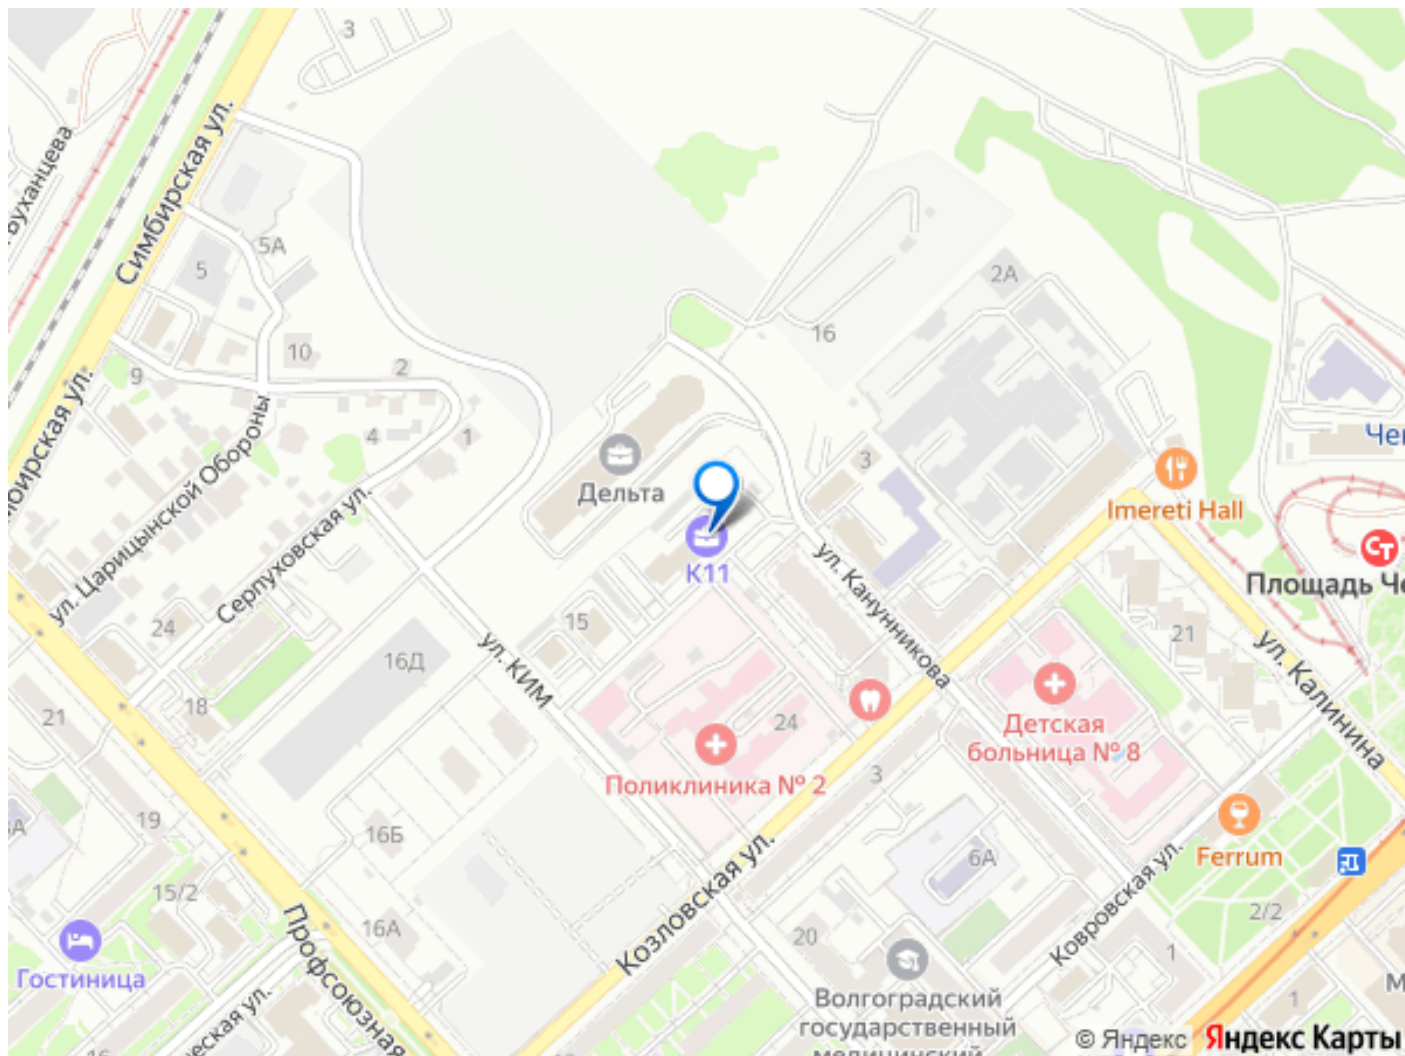 3
Буханцева
Симбирская ул.
5А
5
2А
16
10
2
9
4
1
3
Дельта
К11
Imereti Hall
ул. Царицынской Обороны
Серпуховская ул.
ул. Канунникова
Площадь Че
15
24
16Д
ул. КИМ
21
ул. Калинина
18
21
24
Детская
больница № 8
Поликлиника № 2
3
19
16Б
Ferrum
6А
15/2
Козловская ул.
Ковровская ул.
2/2
16А
20
1
Гостиница
Профсоюзная
Волгоградский
государственный
медицинский
1
16
© Яндекс
Яндекс Карты